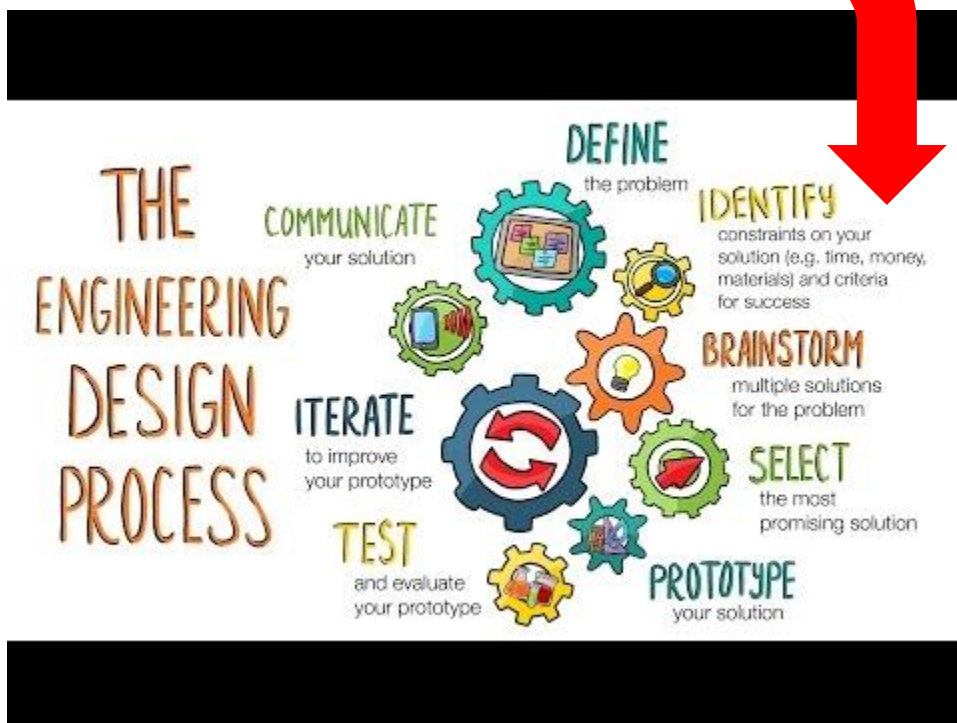 THE
ENGINEERING
DESIGN
PROCESS
DEFINE
the problem
IDENTIFY
constraints on your
solution (e.g. time, money,
materials) and criteria
for success
BRAINSTORM
multiple solutions
for the problem
SELECT
the most
promising solution
PROTOTYPE
your solution
TEST
and evaluate
your prototype
ITERATE
to improve
your prototype
COMMUNICATE
your solution